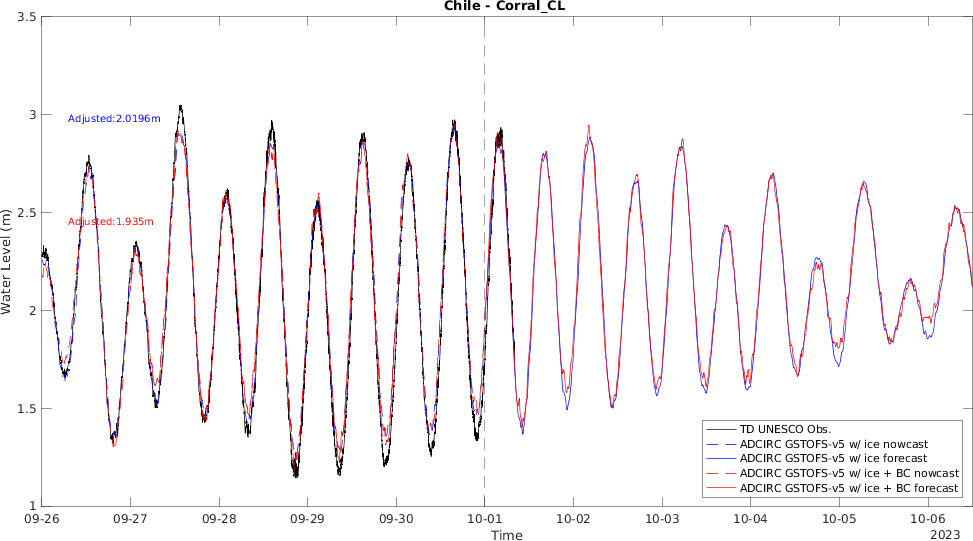 Chile - Corral_CL
3.5
3
2.5
2
1.5
1
Water Level (m)
Adjusted:2.0196m
Adjusted:1.935m
TD UNESCO Obs.
ADCIRC GSTOFS-v5 w/ ice nowcast
ADCIRC GSTOFS-v5 w/ ice forecast
ADCIRC GSTOFS-v5 w/ ice + BC nowcast
ADCIRC GSTOFS-v5 w/ ice + BC forecast
09-26 09-27 09-28 09-29 09-30 10-01 10-02 10-03 10-04 10-05 10-06
2023
Time